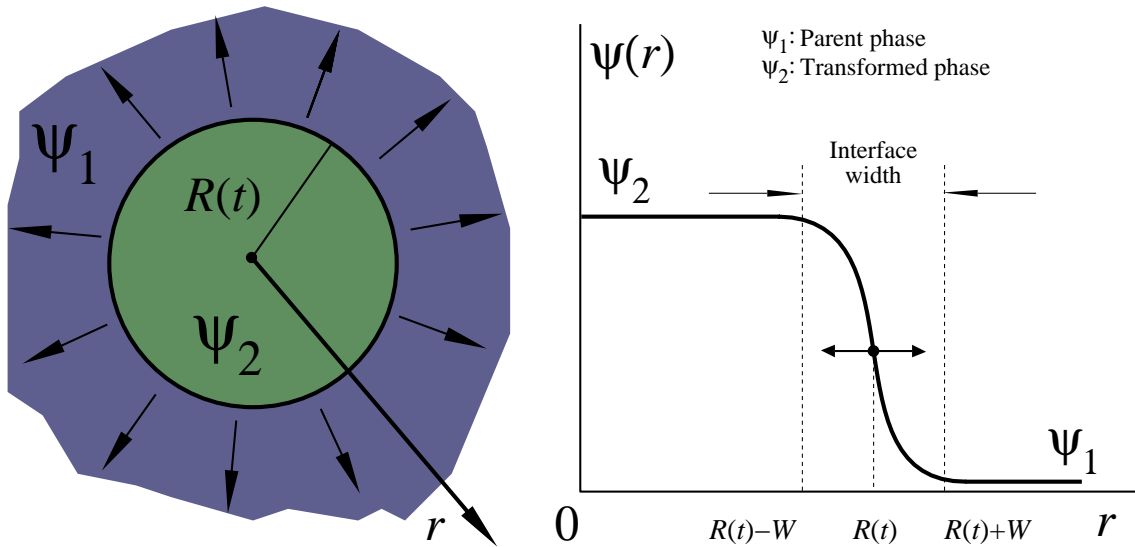 ψ1
R(t)
ψ2
r
ψ(r)
ψ1: Parent phase
ψ2: Transformed phase
Interface
width
ψ2
ψ1
0
R(t)−W
R(t)
R(t)+W
r